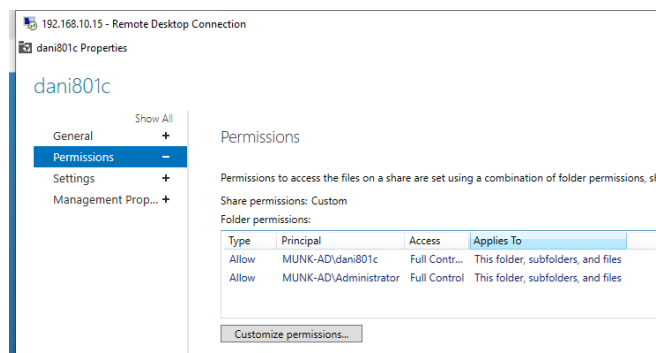 192.168.10.15 - Remote Desktop Connection
dani801c Properties
dani801c
Show All
General +
Permissions −
Settings +
Management Prop... +
Permissions
Permissions to access the files on a share are set using a combination of folder permissions,
Share permissions: Custom
Folder permissions:
Type Principal Access Applies To
Allow MUNK-AD\dani801c Full Contr... This folder, subfolders, and files
Allow MUNK-AD\Administrator Full Control This folder, subfolders, and files
Customize permissions...